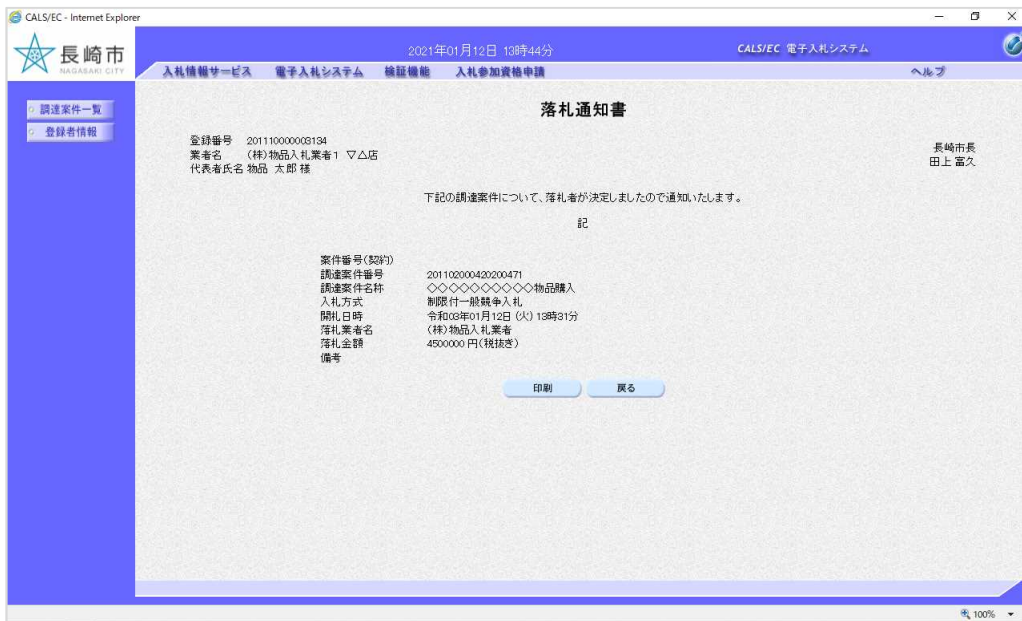 CALS/EC - Internet Explorer
長崎市
NAGASAKI CITY
2021年01月12日 13時44分
CALS/EC 電子入札システム
入札情報サービス 電子入札システム 検証機能 入札参加資格申請 ヘルプ
調達案件一覧
登録者情報
落札通知書
登録番号 201110000003134
業者名 (株)物品入札業者1 ▽△店
代表者氏名 物品 太郎 様
長崎市長
田上 富久
下記の調達案件について、落札者が決定しましたので通知いたします。
記
案件番号(契約)
調達案件番号 201102000420200471
調達案件名称 ◇◇◇◇◇◇◇◇◇◇物品購入
入札方式 制限付一般競争入札
開札日時 令和03年01月12日 (火) 13時31分
落札業者名 (株)物品入札業者
落札金額 4500000 円(税抜き)
備考
印刷 戻る
100%